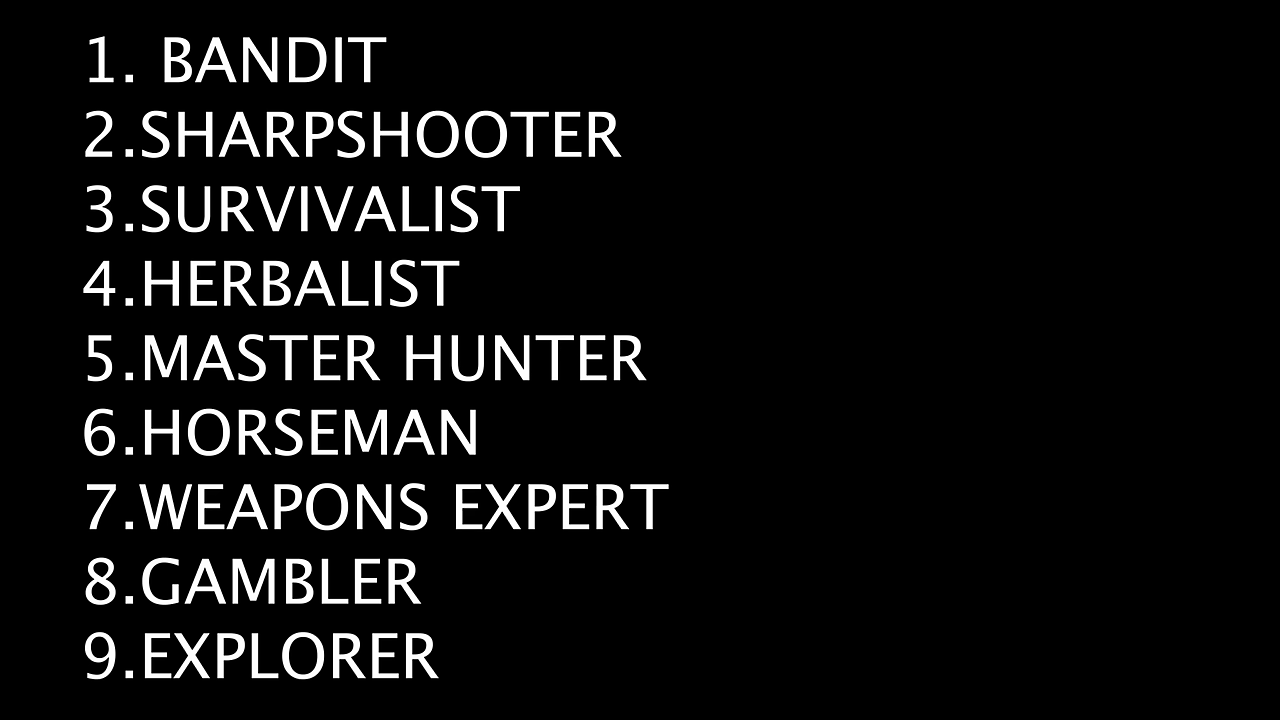 1. BANDIT
2.SHARPSHOOTER
3.SURVIVALIST
4.HERBALIST
5.MASTER HUNTER
6.HORSEMAN
7.WEAPONS EXPERT
8.GAMBLER
9.EXPLORER